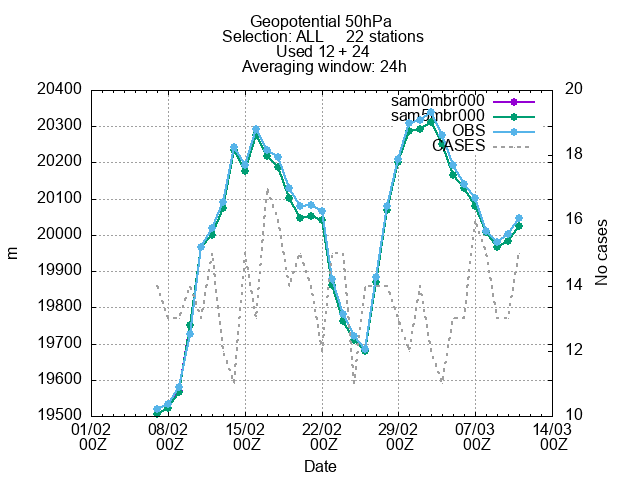 Geopotential 50hPa
Selection: ALL 22 stations
Used 12 + 24
Averaging window: 24h
20400
20300
20200
20100
20000
19900
19800
19700
19600
19500
m
sam0mbr000
sam5mbr000
OBS
CASES
20
18
16
14
12
10
No cases
01/02 08/02 15/02 22/02 29/02 07/03 14/03
00Z 00Z 00Z 00Z 00Z 00Z 00Z
Date